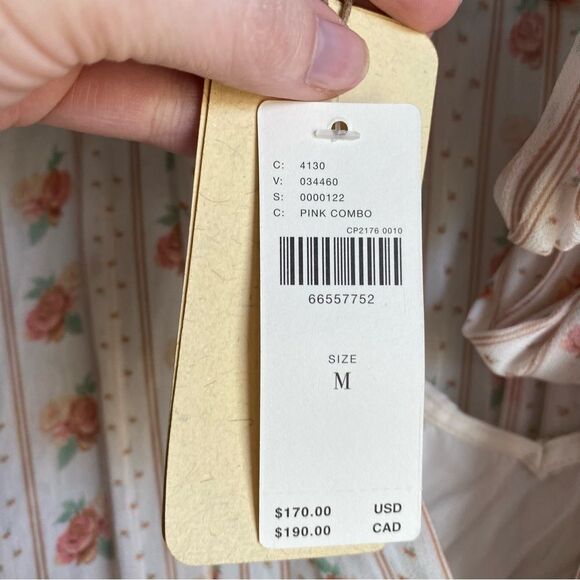 C: 4130
V: 034460
S: 0000122
C: PINK COMBO
CP2176 0010
66557752
SIZE
M
$170.00 USD
$190.00 CAD